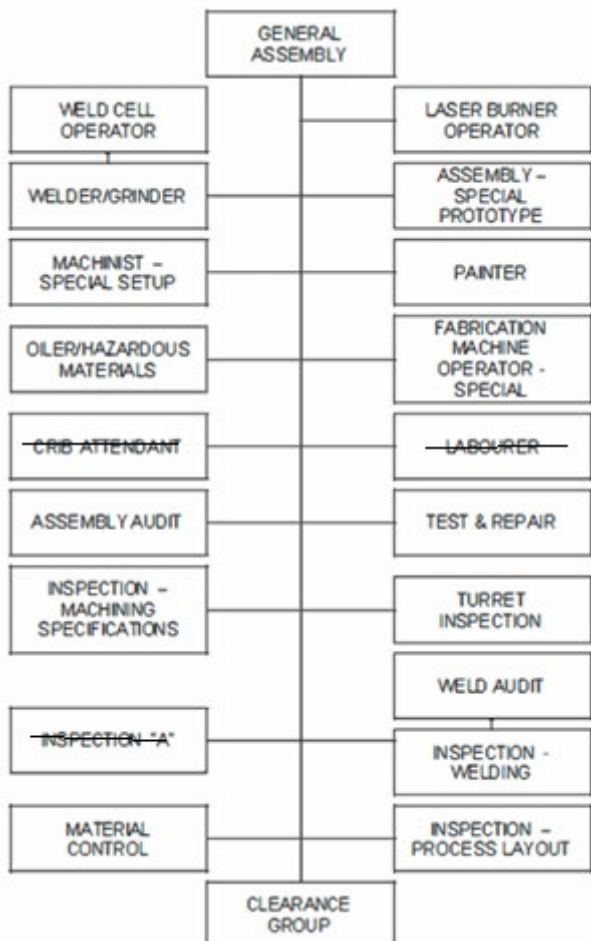 GENERAL
ASSEMBLY
WELD CELL
OPERATOR
LASER BURNER
OPERATOR
WELDER/GRINDER
ASSEMBLY –
SPECIAL
PROTOTYPE
MACHINIST –
SPECIAL SETUP
PAINTER
OILER/HAZARDOUS
MATERIALS
FABRICATION
MACHINE
OPERATOR -
SPECIAL
CRIB ATTENDANT
LABOURER
ASSEMBLY AUDIT
TEST & REPAIR
INSPECTION –
MACHINING
SPECIFICATIONS
TURRET
INSPECTION
WELD AUDIT
INSPECTION "A"
INSPECTION -
WELDING
MATERIAL
CONTROL
INSPECTION –
PROCESS LAYOUT
CLEARANCE
GROUP